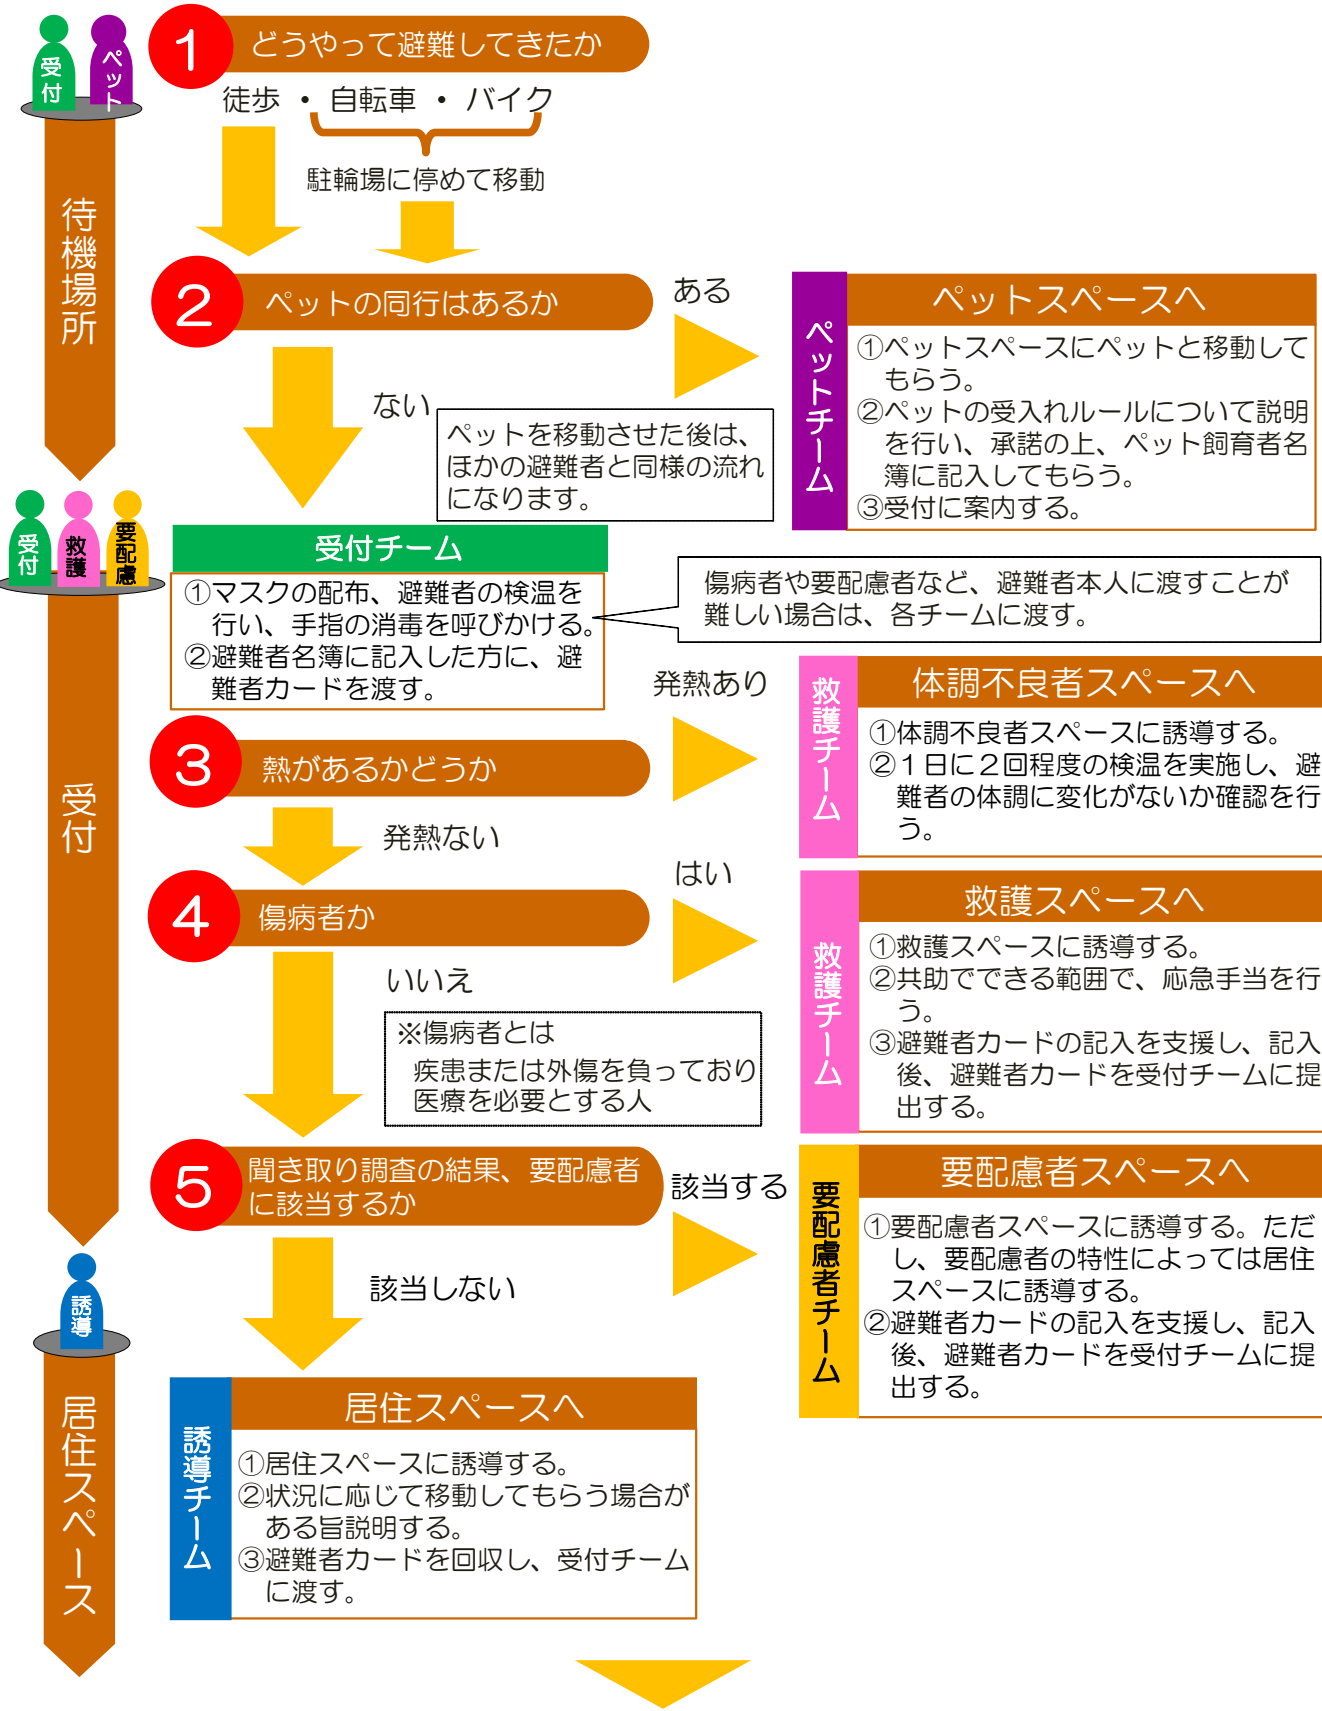 受付
ペット
1 どうやって避難してきたか
徒歩 ・ 自転車 ・ バイク
駐輪場に停めて移動
待機場所
2 ペットの同行はあるか
ある
ない
ペットを移動させた後は、
ほかの避難者と同様の流れ
になります。
ペットチーム
ペットスペースへ
①ペットスペースにペットと移動して
もらう。
②ペットの受入れルールについて説明
を行い、承諾の上、ペット飼育者名
簿に記入してもらう。
③受付に案内する。
受付
救護
要配慮
受付
受付チーム
①マスクの配布、避難者の検温を
行い、手指の消毒を呼びかける。
②避難者名簿に記入した方に、避
難者カードを渡す。
傷病者や要配慮者など、避難者本人に渡すことが
難しい場合は、各チームに渡す。
3 熱があるかどうか
発熱あり
発熱ない
救護チーム
体調不良者スペースへ
①体調不良者スペースに誘導する。
②１日に２回程度の検温を実施し、避
難者の体調に変化がないか確認を行
う。
4 傷病者か
はい
いいえ
※傷病者とは
疾患または外傷を負っており
医療を必要とする人
救護チーム
救護スペースへ
①救護スペースに誘導する。
②共助でできる範囲で、応急手当を行
う。
③避難者カードの記入を支援し、記入
後、避難者カードを受付チームに提
出する。
5 聞き取り調査の結果、要配慮者
に該当するか
該当する
該当しない
要配慮者チーム
要配慮者スペースへ
①要配慮者スペースに誘導する。ただ
し、要配慮者の特性によっては居住
スペースに誘導する。
②避難者カードの記入を支援し、記入
後、避難者カードを受付チームに提
出する。
誘導
居住スペース
誘導チーム
居住スペースへ
①居住スペースに誘導する。
②状況に応じて移動してもらう場合が
ある旨説明する。
③避難者カードを回収し、受付チーム
に渡す。